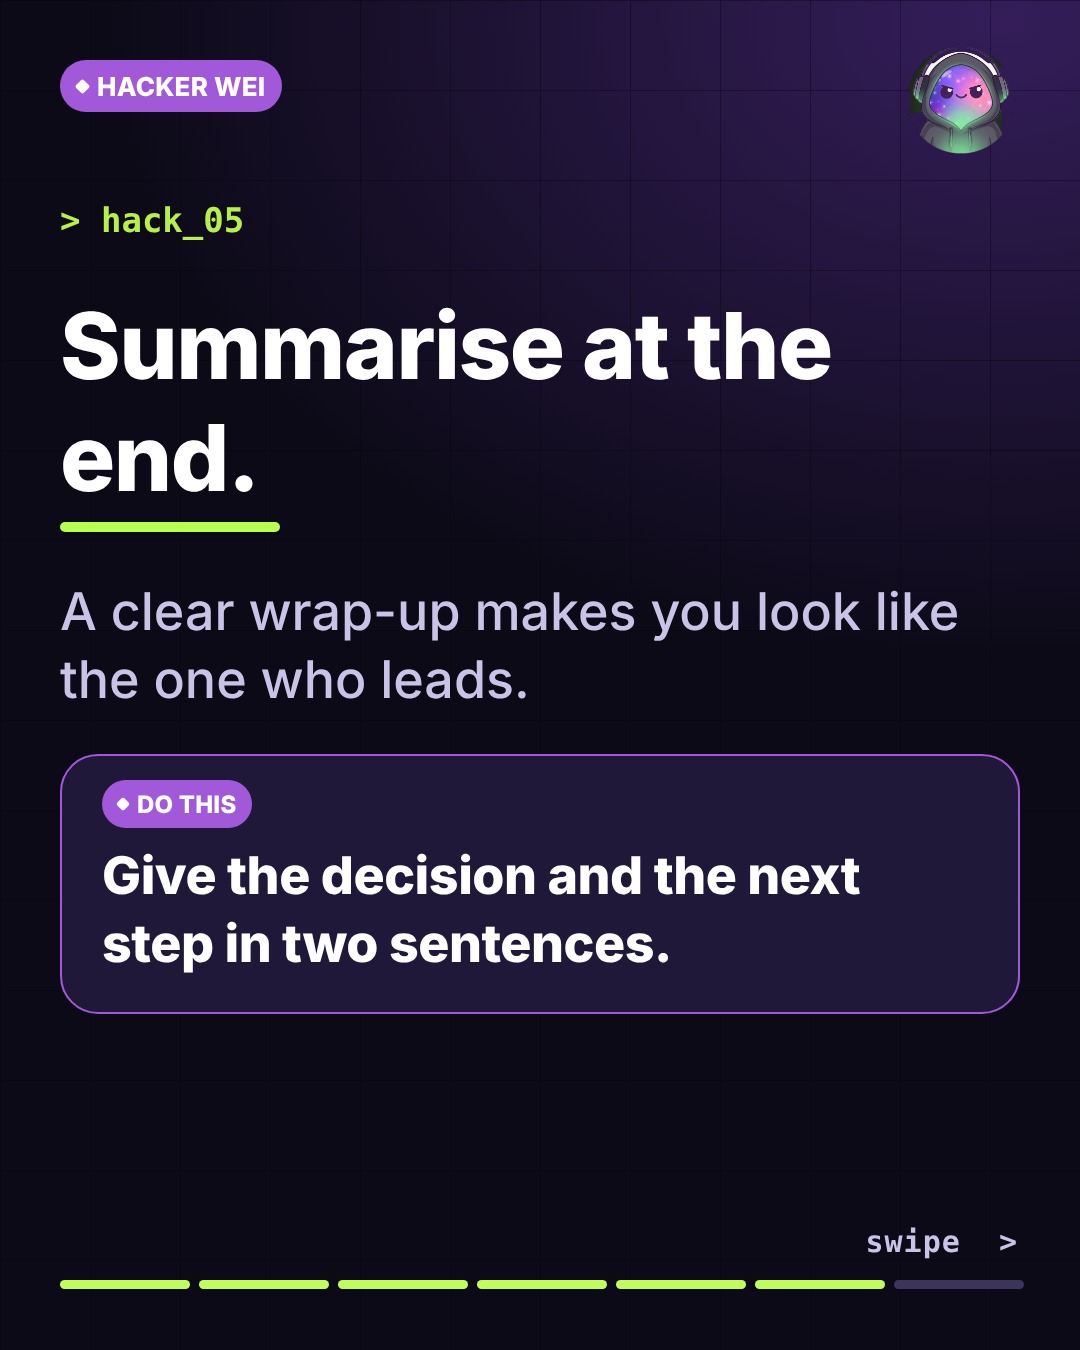 HACKER WEI
> hack_05
Summarise at the
end.
A clear wrap-up makes you look like
the one who leads.
DO THIS
Give the decision and the next
step in two sentences.
swipe >